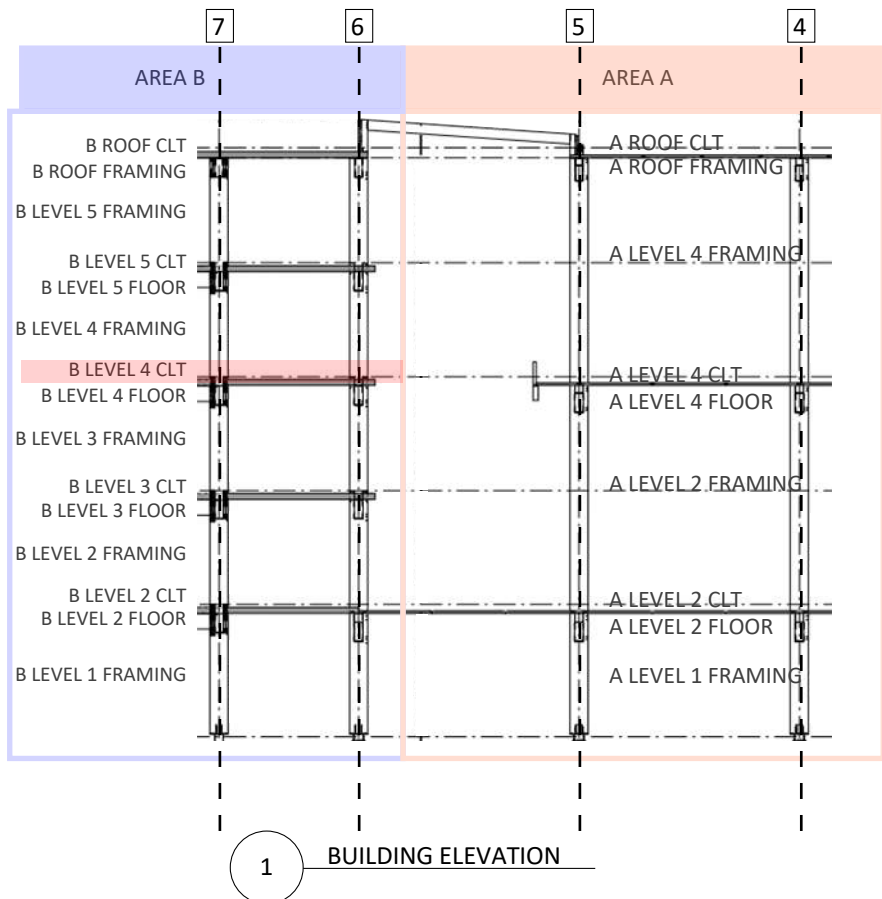 7 6 5 4
AREA B AREA A
B ROOF CLT
B ROOF FRAMING
B LEVEL 5 FRAMING
B LEVEL 5 CLT
B LEVEL 5 FLOOR
B LEVEL 4 FRAMING
B LEVEL 4 CLT
B LEVEL 4 FLOOR
B LEVEL 3 FRAMING
B LEVEL 3 CLT
B LEVEL 3 FLOOR
B LEVEL 2 FRAMING
B LEVEL 2 CLT
B LEVEL 2 FLOOR
B LEVEL 1 FRAMING
A ROOF CLT
A ROOF FRAMING
A LEVEL 4 FRAMING
A LEVEL 4 CLT
A LEVEL 4 FLOOR
A LEVEL 2 FRAMING
A LEVEL 2 CLT
A LEVEL 2 FLOOR
A LEVEL 1 FRAMING
1 BUILDING ELEVATION